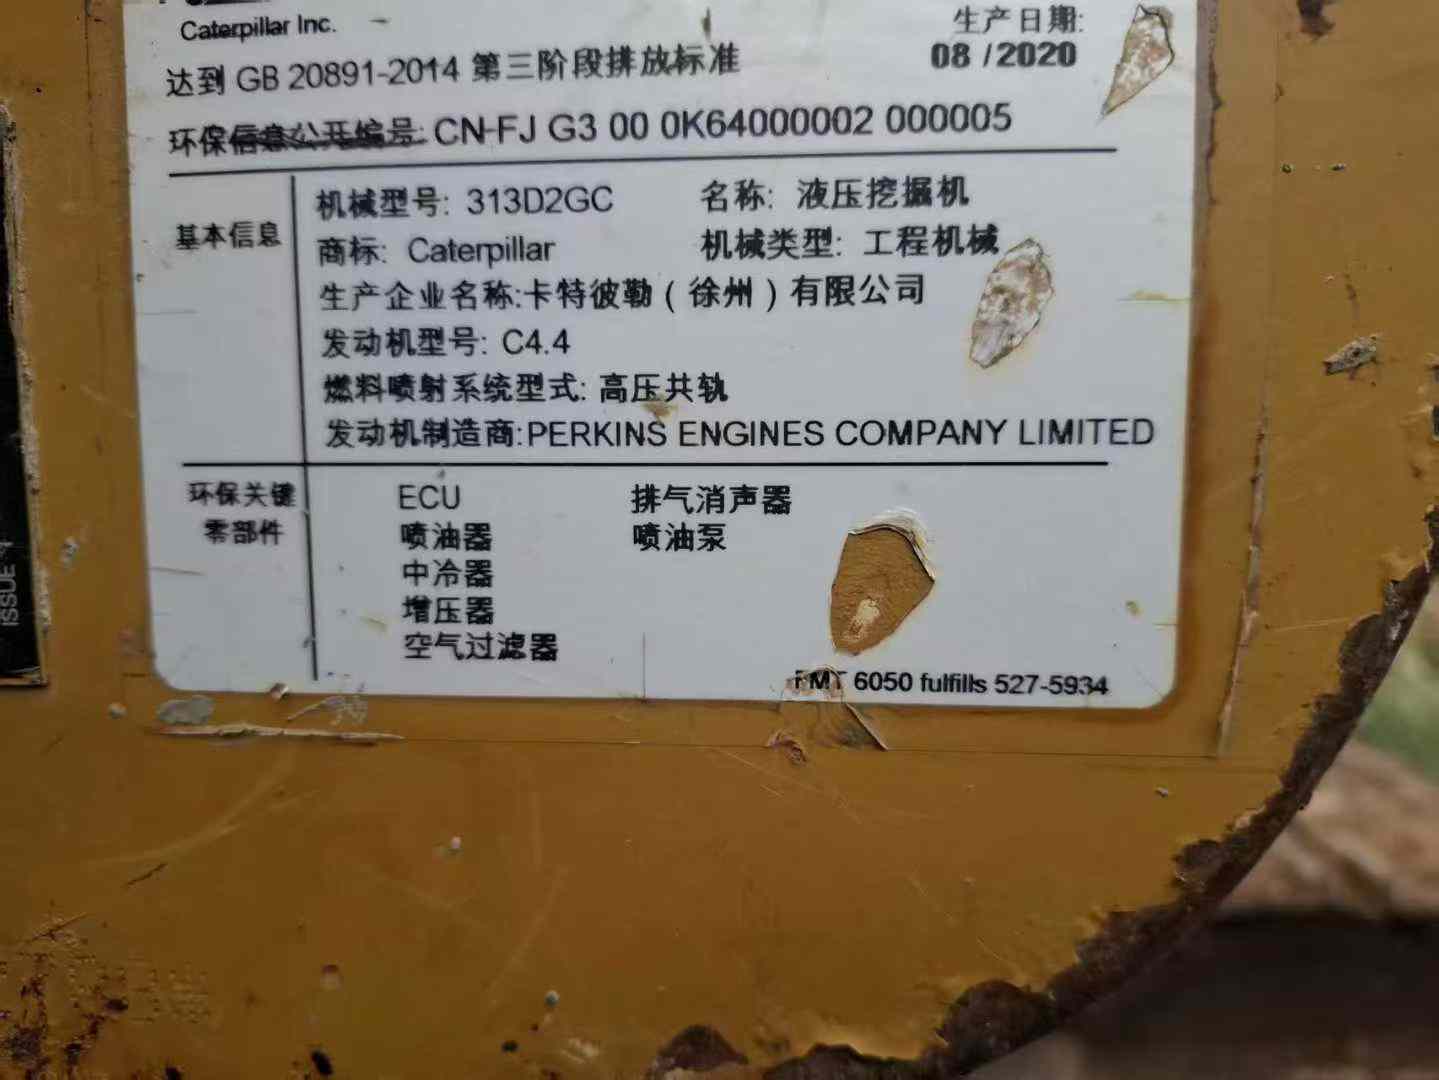 Caterpillar Inc.
生产日期:
08 /2020
达到 GB 20891-2014 第三阶段排放标准
环保信息公开编号: CN FJ G3 00 0K64000002 000005
基本信息
机械型号: 313D2GC 名称: 液压挖掘机
商标: Caterpillar 机械类型: 工程机械
生产企业名称:卡特彼勒（徐州）有限公司
发动机型号: C4.4
燃料喷射系统型式: 高压共轨
发动机制造商:PERKINS ENGINES COMPANY LIMITED
环保关键
零部件
ECU 排气消声器
喷油器 喷油泵
中冷器
增压器
空气过滤器
PMT 6050 fulfills 527-5934
ISSUE